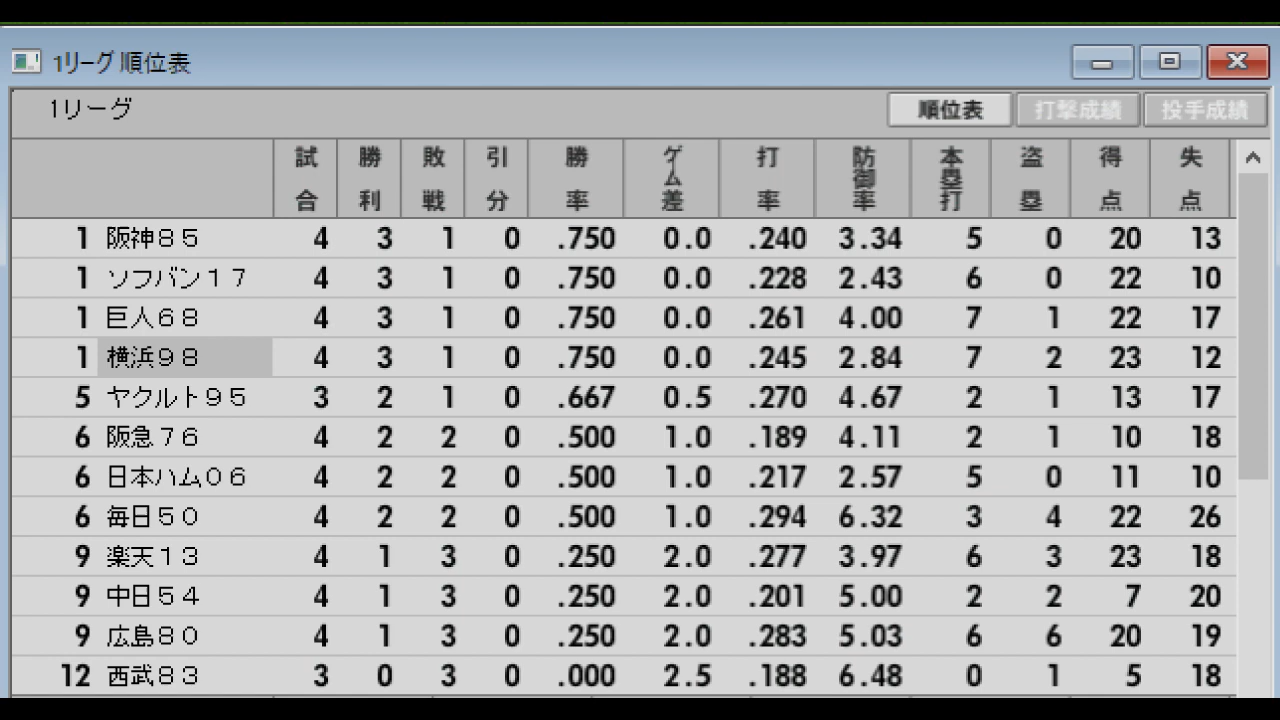 1リーグ 順位表
1リーグ 順位表 打撃成績 投手成績
試合 勝利 敗戦 引分 勝率 ゲーム差 打率 防御率 本塁打 盗塁 得点 失点
1 阪神８５ 4 3 1 0 .750 0.0 .240 3.34 5 0 20 13
1 ソフバン１７ 4 3 1 0 .750 0.0 .228 2.43 6 0 22 10
1 巨人６８ 4 3 1 0 .750 0.0 .261 4.00 7 1 22 17
1 横浜９８ 4 3 1 0 .750 0.0 .245 2.84 7 2 23 12
5 ヤクルト９５ 3 2 1 0 .667 0.5 .270 4.67 2 1 13 17
6 阪急７６ 4 2 2 0 .500 1.0 .189 4.11 2 1 10 18
6 日本ハム０６ 4 2 2 0 .500 1.0 .217 2.57 5 0 11 10
6 毎日５０ 4 2 2 0 .500 1.0 .294 6.32 3 4 22 26
9 楽天１３ 4 1 3 0 .250 2.0 .277 3.97 6 3 23 18
9 中日５４ 4 1 3 0 .250 2.0 .201 5.00 2 2 7 20
9 広島８０ 4 1 3 0 .250 2.0 .283 5.03 6 6 20 19
12 西武８３ 3 0 3 0 .000 2.5 .188 6.48 0 1 5 18